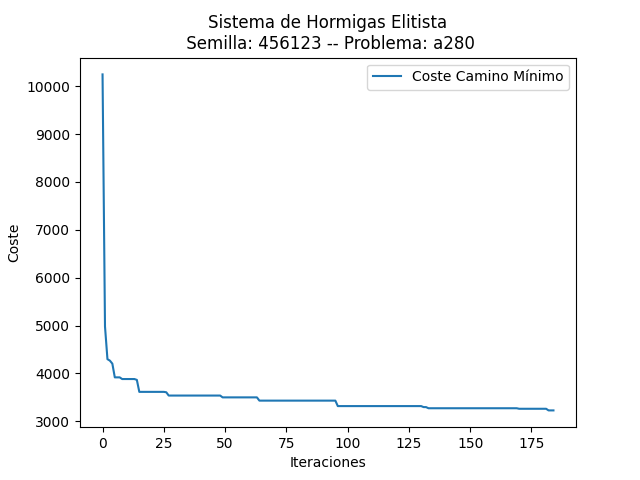 Sistema de Hormigas Elitista
Semilla: 456123 -- Problema: a280
Coste Camino Mínimo
10000
9000
8000
7000
6000
5000
4000
3000
Coste
0 25 50 75 100 125 150 175
Iteraciones